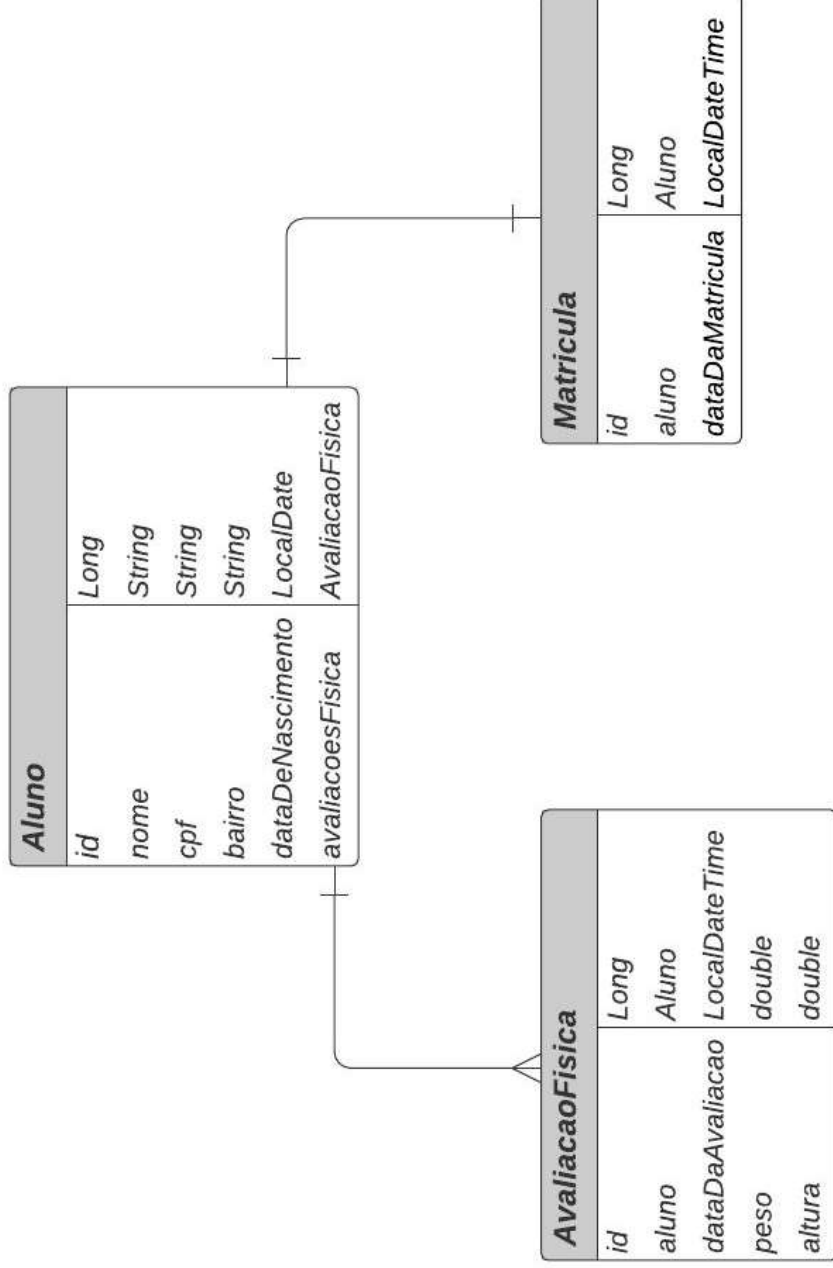 Aluno
id Long
nome String
cpf String
bairro String
dataDeNascimento LocalDate
avaliacoesFisica AvaliacaoFisica
AvaliacaoFisica
id Long
aluno Aluno
dataDaAvaliacao LocalDateTime
peso double
altura double
Matricula
id Long
aluno Aluno
dataDaMatricula LocalDateTime